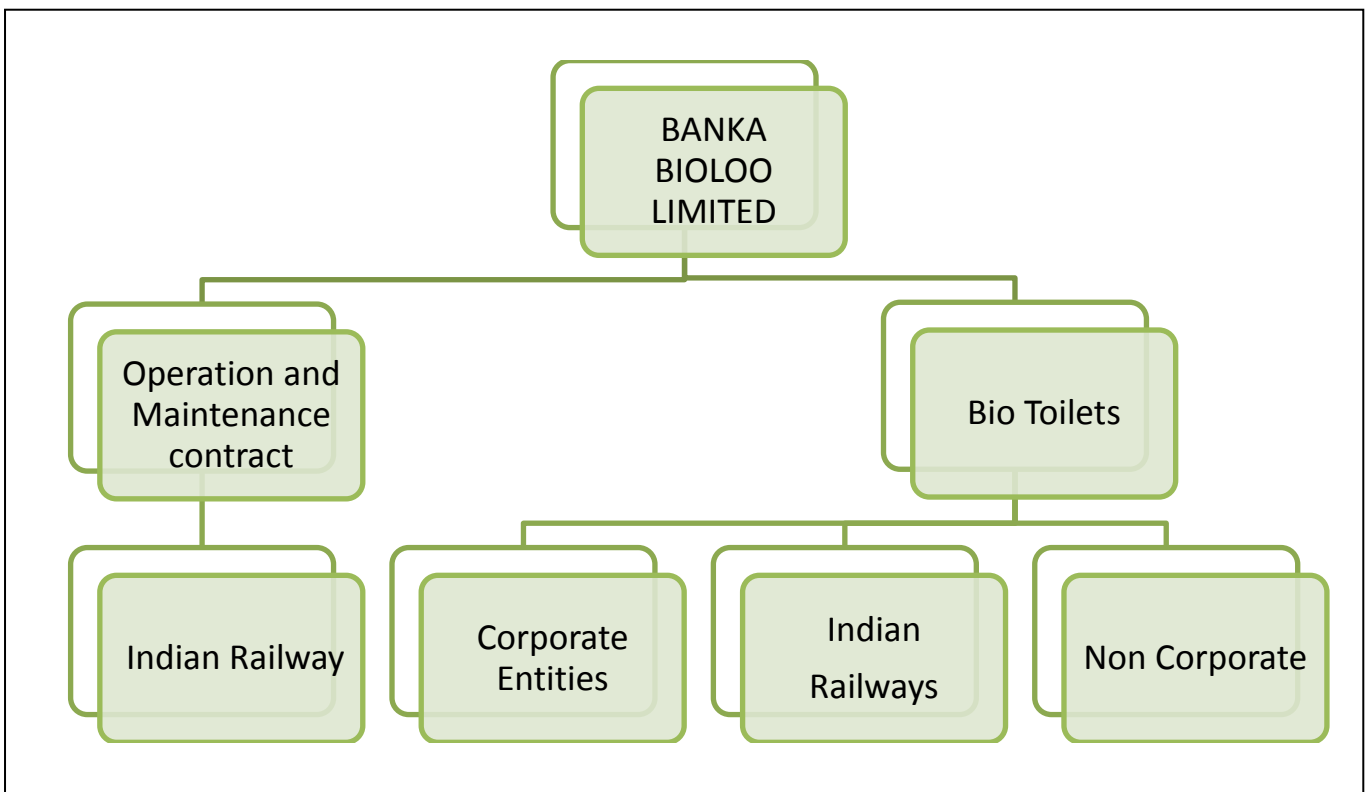 BANKA
BIOLOO
LIMITED
Operation and
Maintenance
contract
Bio Toilets
Indian Railway
Corporate
Entities
Indian
Railways
Non Corporate